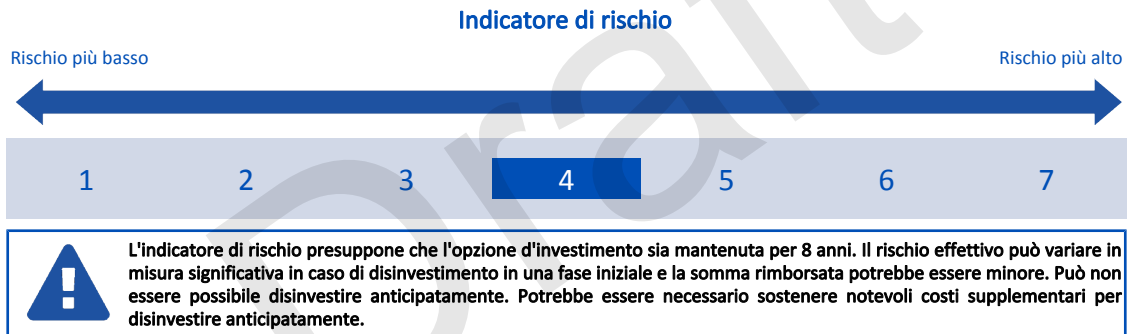 Indicatore di rischio
Rischio più basso
Rischio più alto
1 2 3 4 5 6 7
L'indicatore di rischio presuppone che l'opzione d'investimento sia mantenuta per 8 anni. Il rischio effettivo può variare in
misura significativa in caso di disinvestimento in una fase iniziale e la somma rimborsata potrebbe essere minore. Può non
essere possibile disinvestire anticipatamente. Potrebbe essere necessario sostenere notevoli costi supplementari per
disinvestire anticipatamente.
Draft